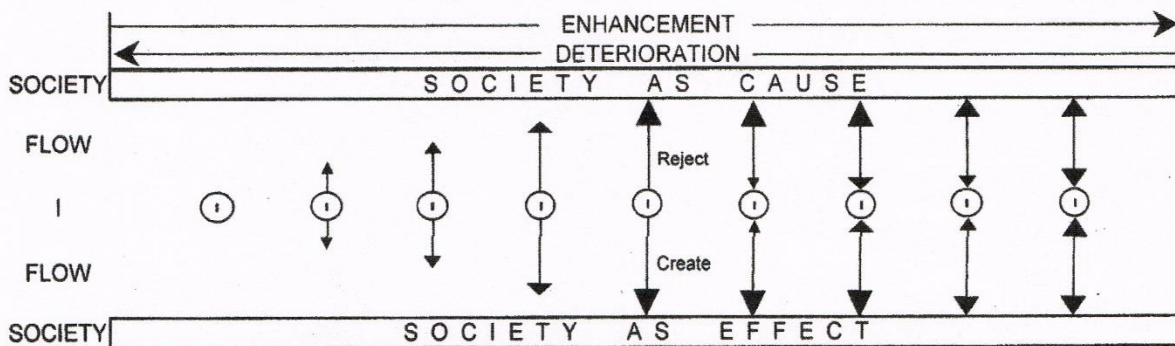 ENHANCEMENT
DETERIORATION
SOCIETY SOCIETY AS CAUSE
FLOW
Reject
I
Create
FLOW
SOCIETY SOCIETY AS EFFECT